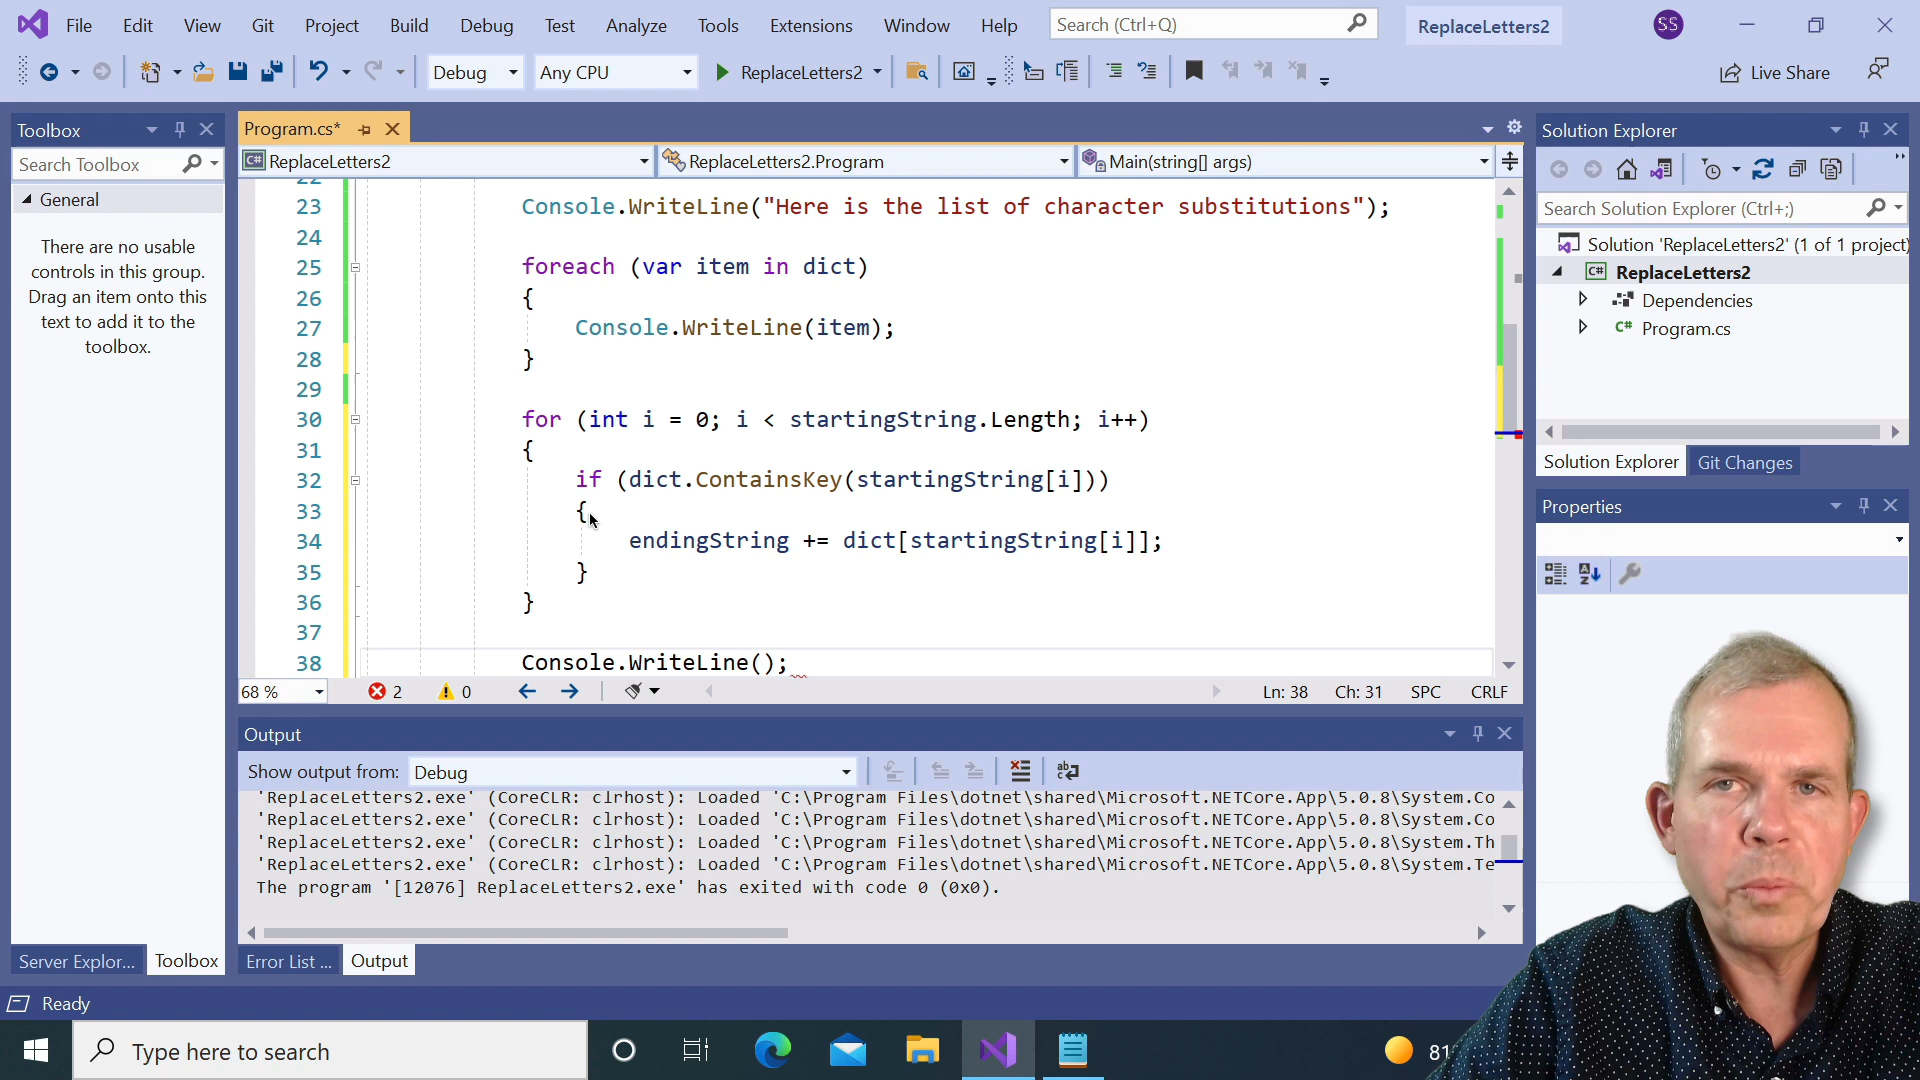 File Edit View Git Project Build Debug Test Analyze Tools Extensions Window Help Search (Ctrl+Q) ReplaceLetters2 SS
Debug Any CPU ReplaceLetters2 Live Share
Toolbox
Search Toolbox
General
There are no usable
controls in this group.
Drag an item onto this
text to add it to the
toolbox.
Server Explor... Toolbox
Program.cs*
C# ReplaceLetters2 ReplaceLetters2.Program Main(string[] args)
22
23 Console.WriteLine("Here is the list of character substitutions");
24
25 foreach (var item in dict)
26 {
27 Console.WriteLine(item);
28 }
29
30 for (int i = 0; i < startingString.Length; i++)
31 {
32 if (dict.ContainsKey(startingString[i]))
33 {
34 endingString += dict[startingString[i]];
35 }
36 }
37
38 Console.WriteLine();
68 % 2 0 Ln: 38 Ch: 31 SPC CRLF
Output
Show output from: Debug
'ReplaceLetters2.exe' (CoreCLR: clrhost): Loaded 'C:\Program Files\dotnet\shared\Microsoft.NETCore.App\5.0.8\System.Co
'ReplaceLetters2.exe' (CoreCLR: clrhost): Loaded 'C:\Program Files\dotnet\shared\Microsoft.NETCore.App\5.0.8\System.Co
'ReplaceLetters2.exe' (CoreCLR: clrhost): Loaded 'C:\Program Files\dotnet\shared\Microsoft.NETCore.App\5.0.8\System.Th
'ReplaceLetters2.exe' (CoreCLR: clrhost): Loaded 'C:\Program Files\dotnet\shared\Microsoft.NETCore.App\5.0.8\System.Te
The program '[12076] ReplaceLetters2.exe' has exited with code 0 (0x0).
Error List ... Output
Solution Explorer
Search Solution Explorer (Ctrl+;)
Solution 'ReplaceLetters2' (1 of 1 project)
C# ReplaceLetters2
Dependencies
C# Program.cs
Solution Explorer Git Changes
Properties
Ready
Type here to search
81